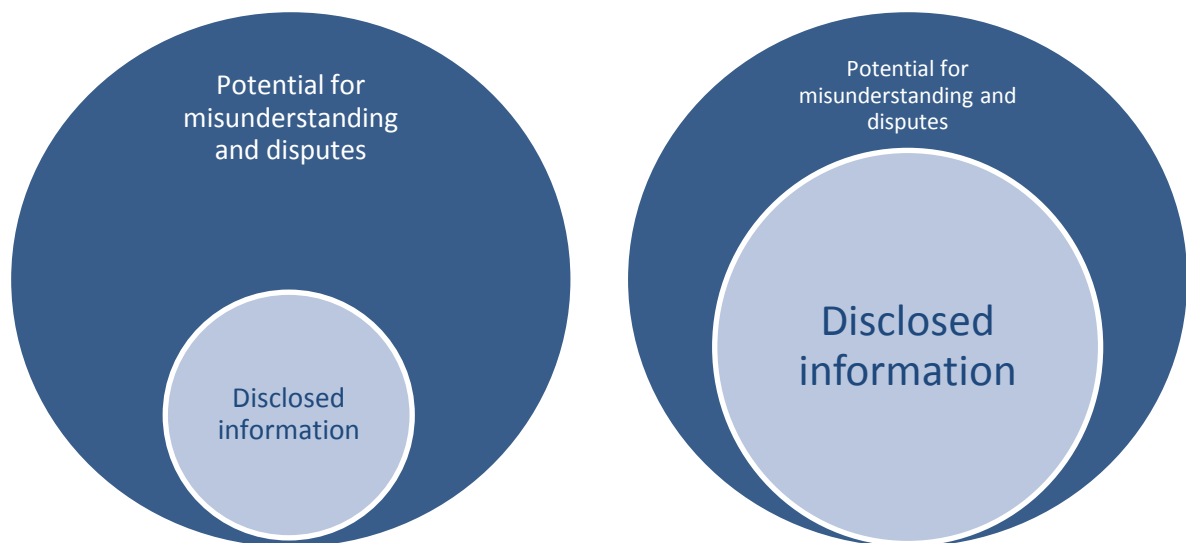 Potential for
misunderstanding
and disputes
Disclosed
information
Potential for
misunderstanding and
disputes
Disclosed
information